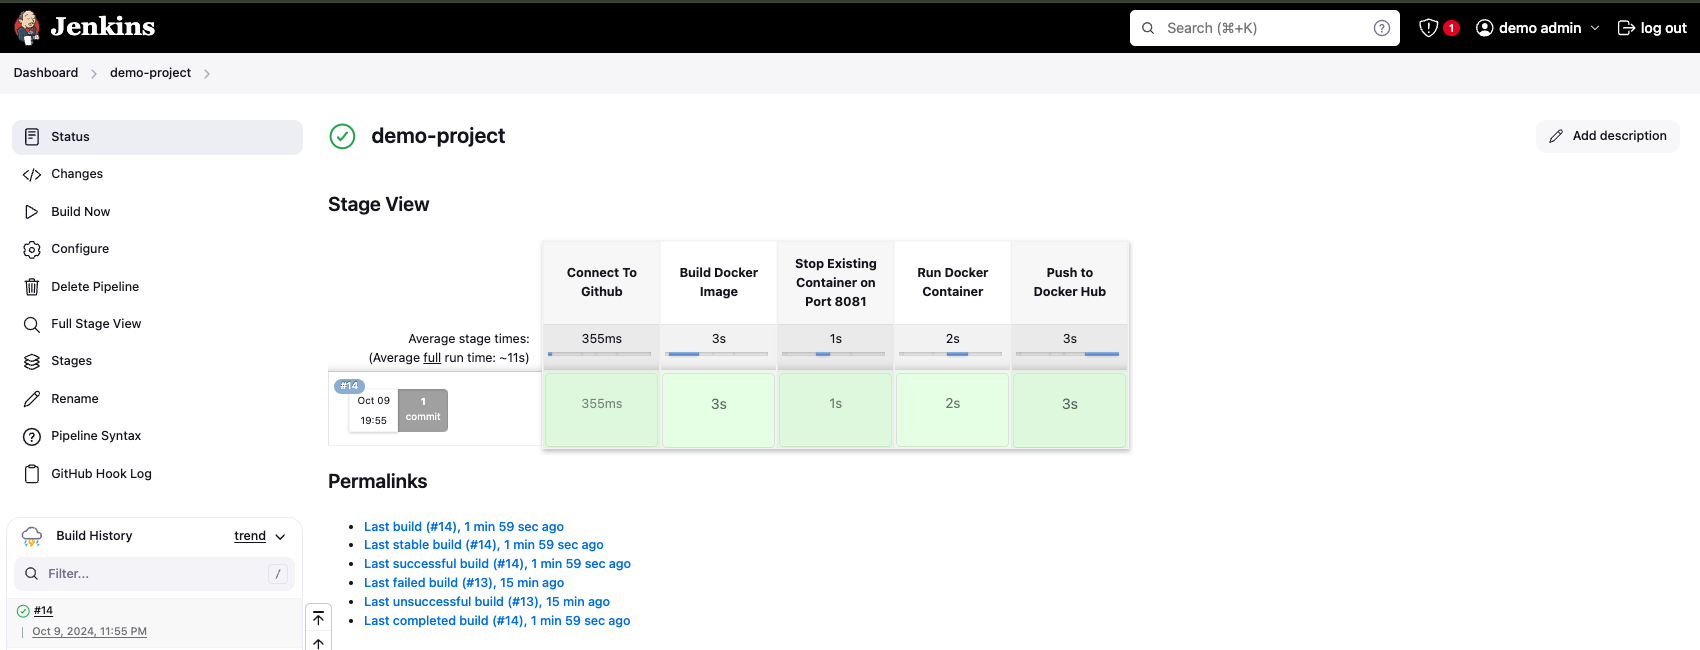 Jenkins
Search (⌘+K)
1
demo admin
log out
Dashboard
demo-project
Status
Changes
Build Now
Configure
Delete Pipeline
Full Stage View
Stages
Rename
Pipeline Syntax
GitHub Hook Log
Build History
trend
Filter...
/
#14
Oct 9, 2024, 11:55 PM
demo-project
Add description
Stage View
Connect To
Github
Build Docker
Image
Stop Existing
Container on
Port 8081
Run Docker
Container
Push to
Docker Hub
Average stage times:
(Average full run time: ~11s)
355ms
3s
1s
2s
3s
#14
Oct 09
19:55
1
commit
355ms
3s
1s
2s
3s
Permalinks
Last build (#14), 1 min 59 sec ago
Last stable build (#14), 1 min 59 sec ago
Last successful build (#14), 1 min 59 sec ago
Last failed build (#13), 15 min ago
Last unsuccessful build (#13), 15 min ago
Last completed build (#14), 1 min 59 sec ago